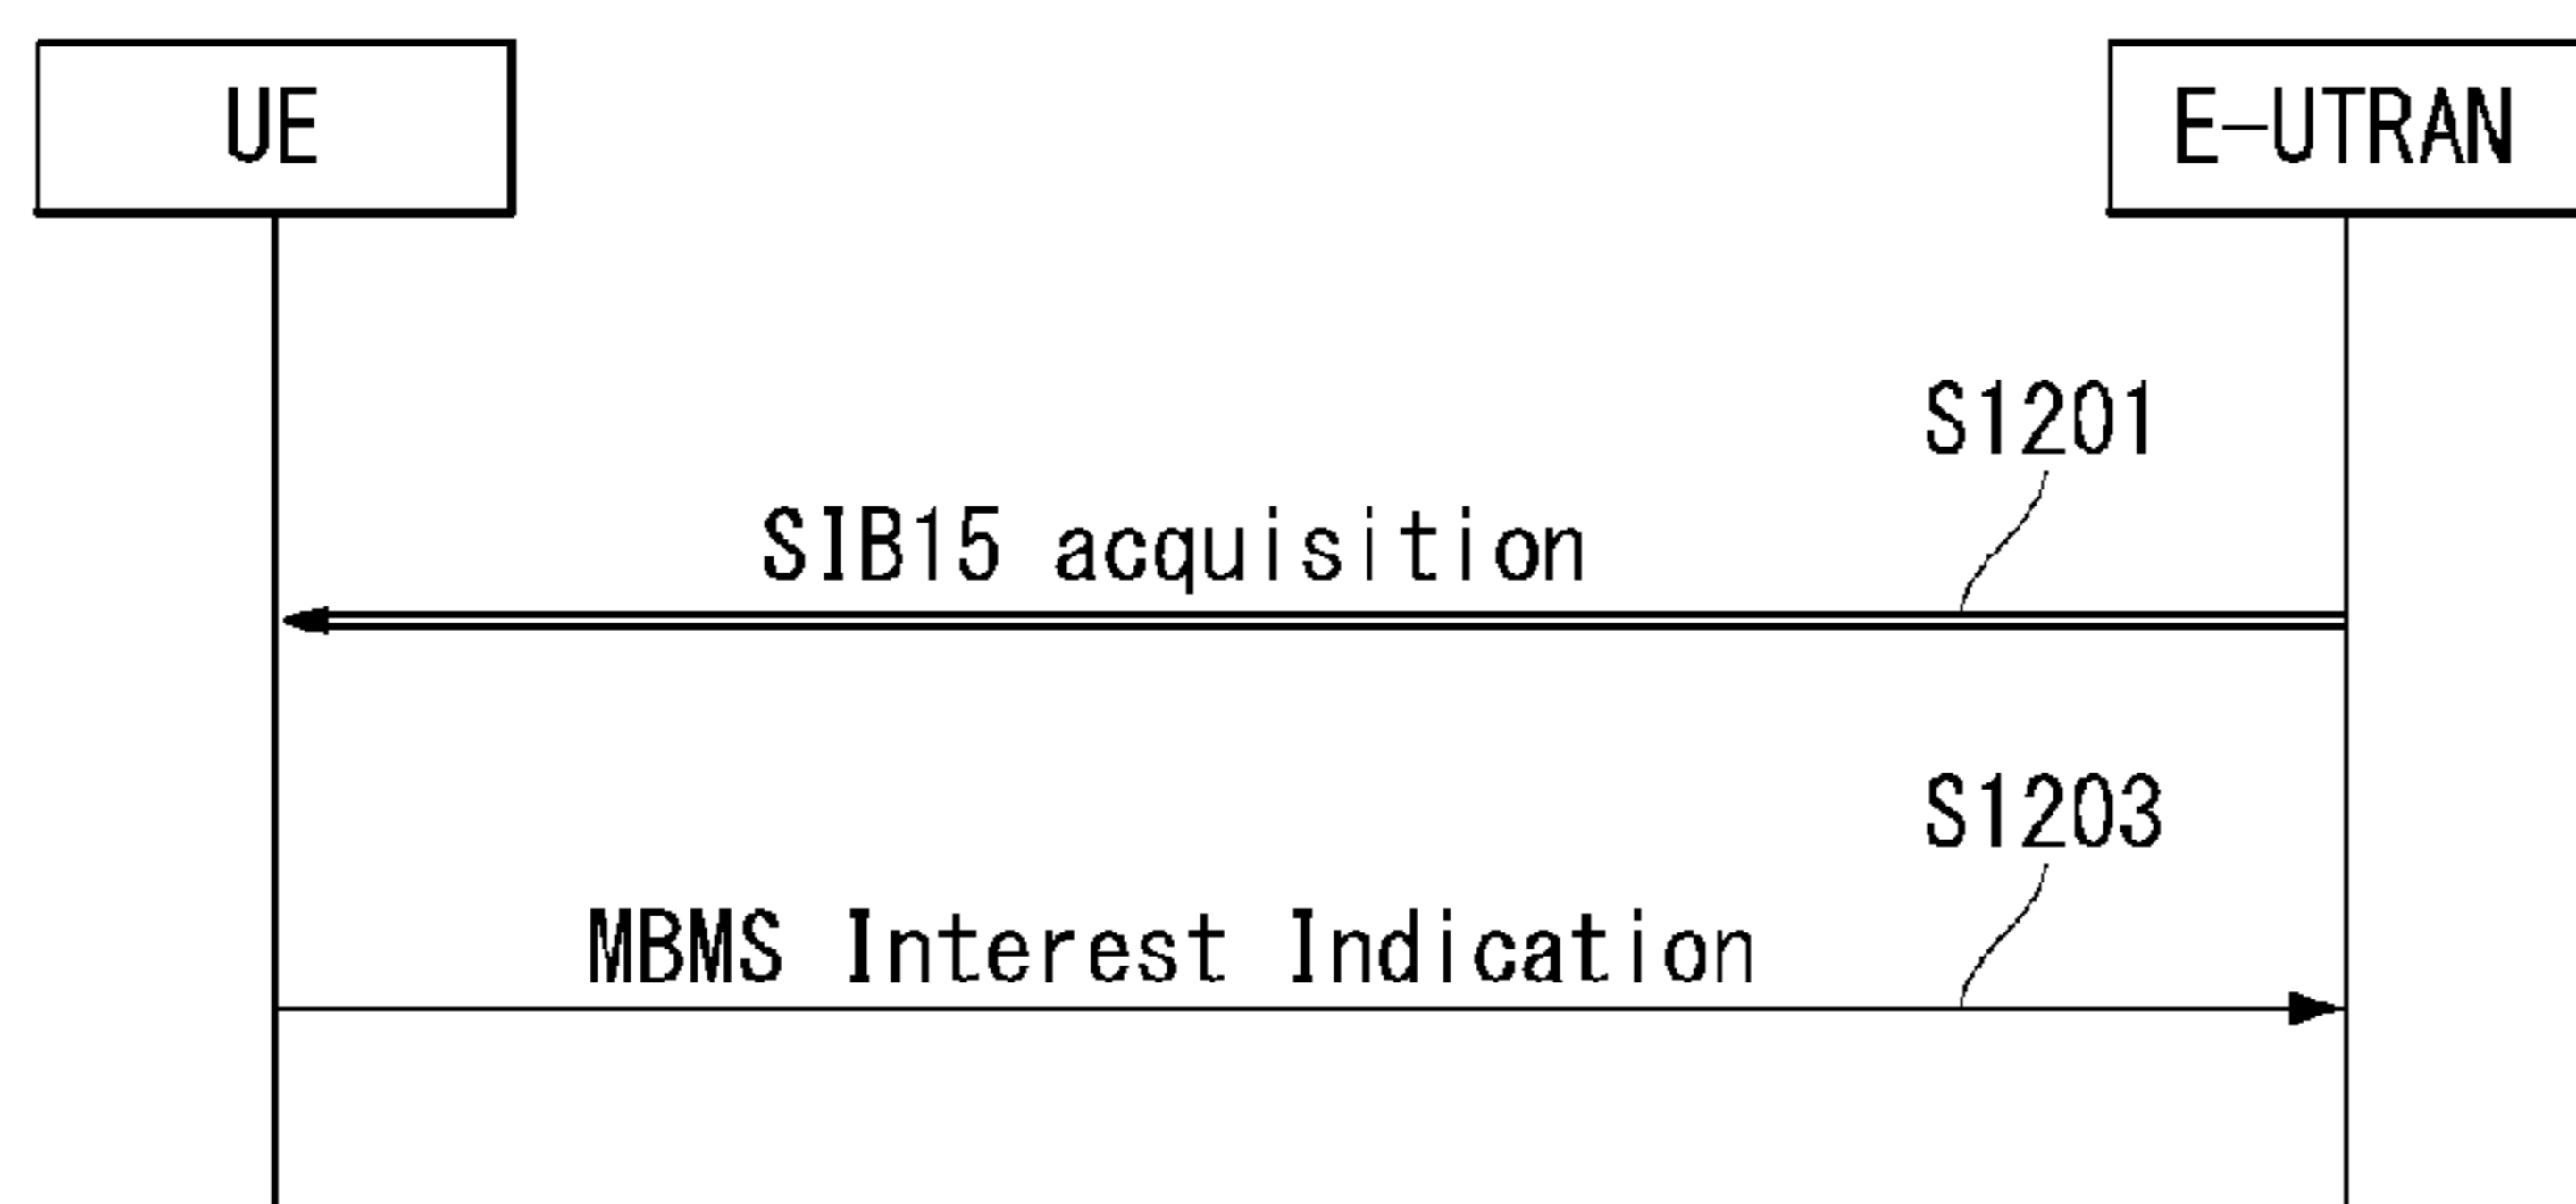 UE
E-UTRAN
S1201
SIB15 acquisition
S1203
MBMS Interest Indication